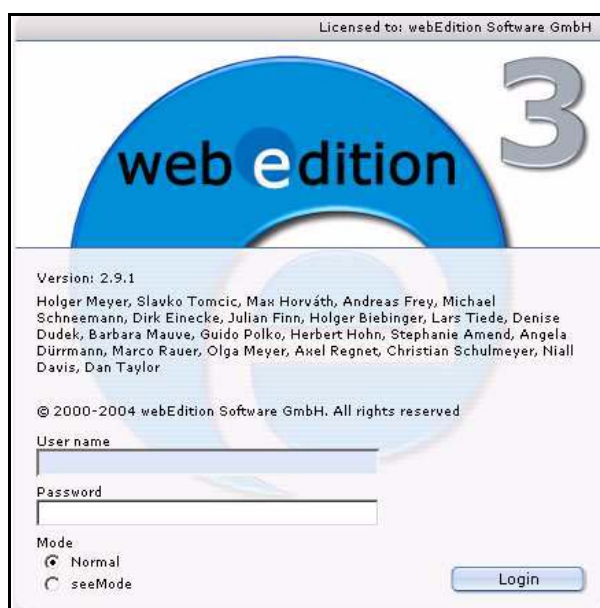 Licensed to: webEdition Software GmbH
3
web edition
Version: 2.9.1
Holger Meyer, Slavko Tomcic, Max Horváth, Andreas Frey, Michael
Schneemann, Dirk Einecke, Julian Finn, Holger Biebinger, Lars Tiede, Denise
Dudek, Barbara Mauve, Guido Polko, Herbert Hohn, Stephanie Amend, Angela
Dürrmann, Marco Rauer, Olga Meyer, Axel Regnet, Christian Schulmeyer, Niall
Davis, Dan Taylor
© 2000-2004 webEdition Software GmbH. All rights reserved
User name
Password
Mode
Normal
seeMode
Login